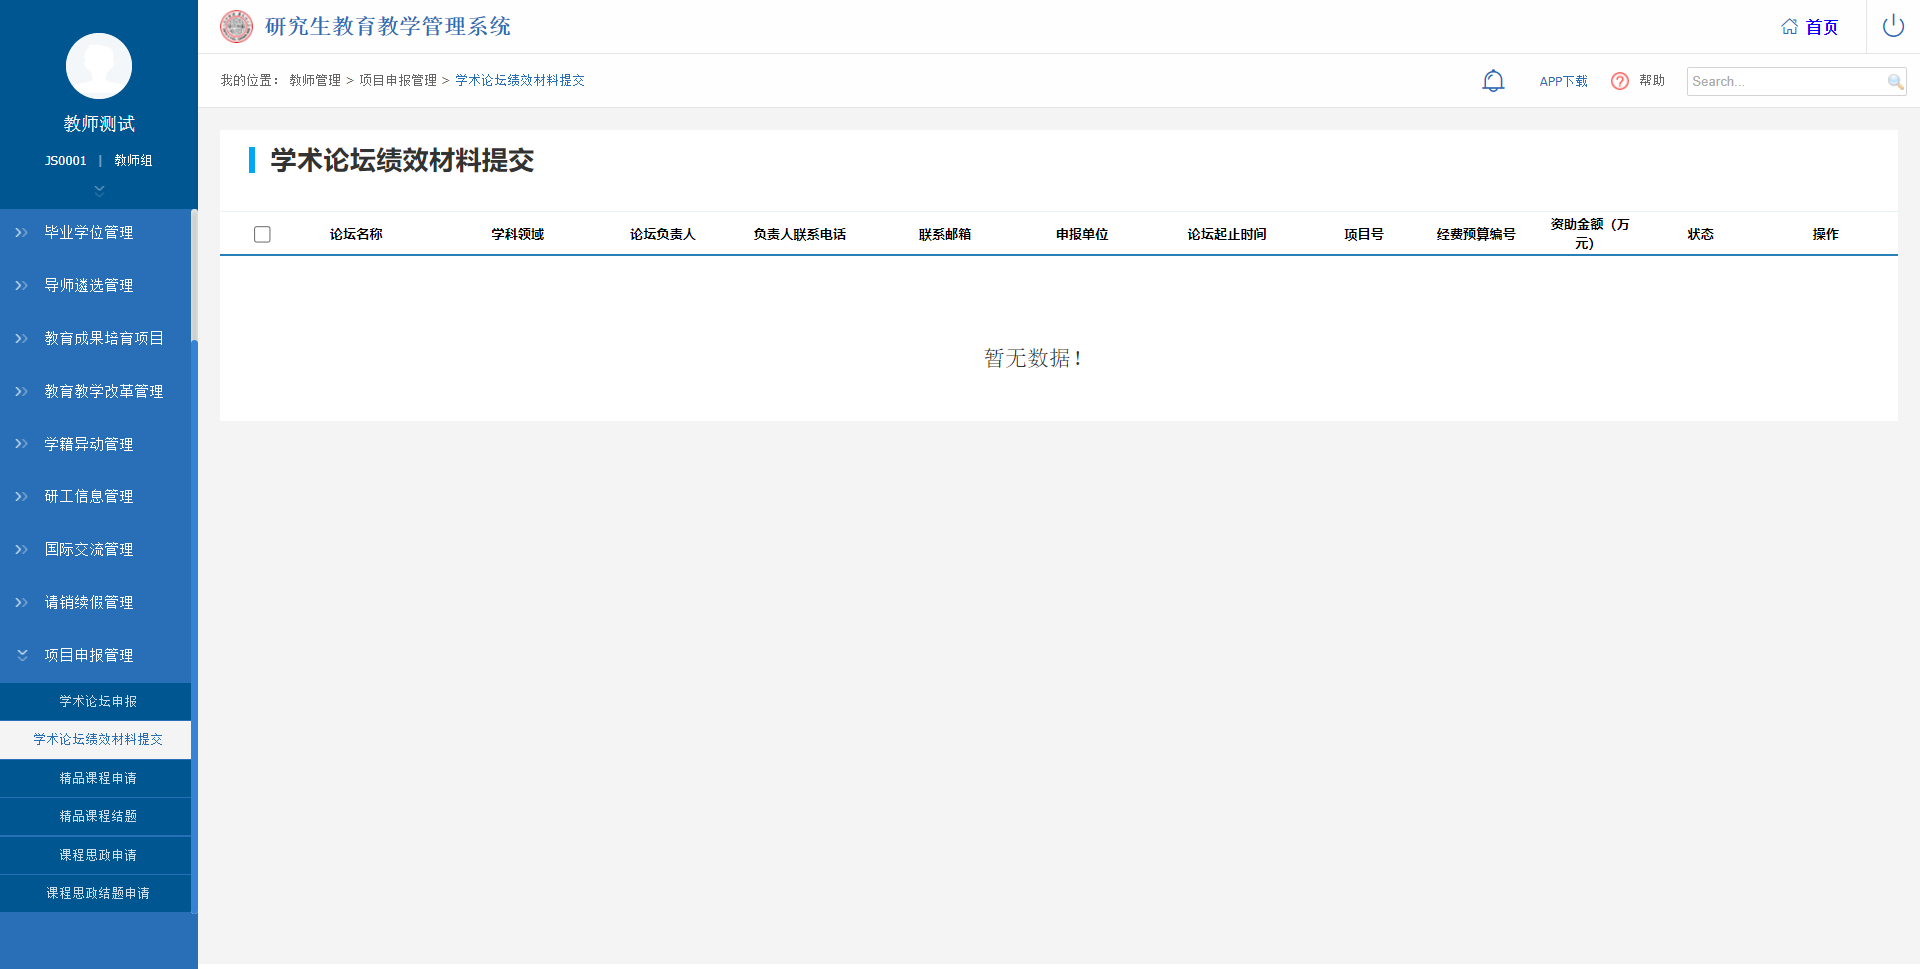 研究生教育教学管理系统
首页
教师测试
JS0001 | 教师组
我的位置： 教师管理 > 项目申报管理 > 学术论坛绩效材料提交
APP下载
帮助
Search...
毕业学位管理
导师遴选管理
教育成果培育项目
教育教学改革管理
学籍异动管理
研工信息管理
国际交流管理
请销续假管理
项目申报管理
学术论坛申报
学术论坛绩效材料提交
精品课程申请
精品课程结题
课程思政申请
课程思政结题申请
学术论坛绩效材料提交
论坛名称 学科领域 论坛负责人 负责人联系电话 联系邮箱 申报单位 论坛起止时间 项目号 经费预算编号 资助金额（万元） 状态 操作
暂无数据！